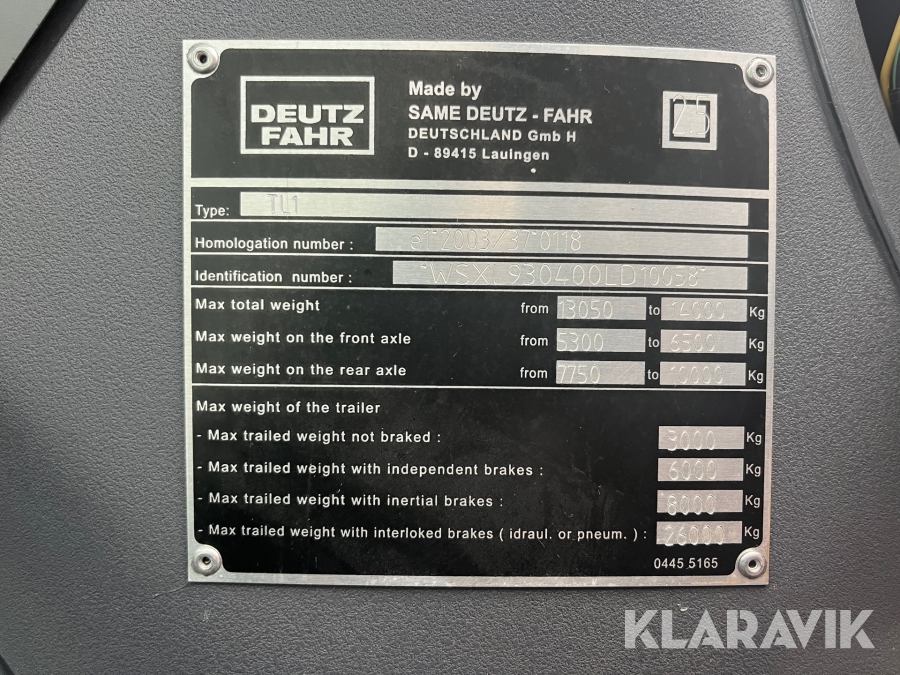 DEUTZ
FAHR
Made by
SAME DEUTZ - FAHR
DEUTSCHLAND Gmb H
D - 89415 Lauingen
25
Type: TL1
Homologation number : e1*2003/37*0118
Identification number : *WSX. 930400LD10058*
Max total weight from 13050 to 14000 Kg
Max weight on the front axle from 5300 to 6500 Kg
Max weight on the rear axle from 7750 to 10000 Kg
Max weight of the trailer
- Max trailed weight not braked : 3000 Kg
- Max trailed weight with independent brakes : 6000 Kg
- Max trailed weight with inertial brakes : 8000 Kg
- Max trailed weight with interloked brakes ( idraul. or pneum. ) : 26000 Kg
0445 5165
KLARAVIK